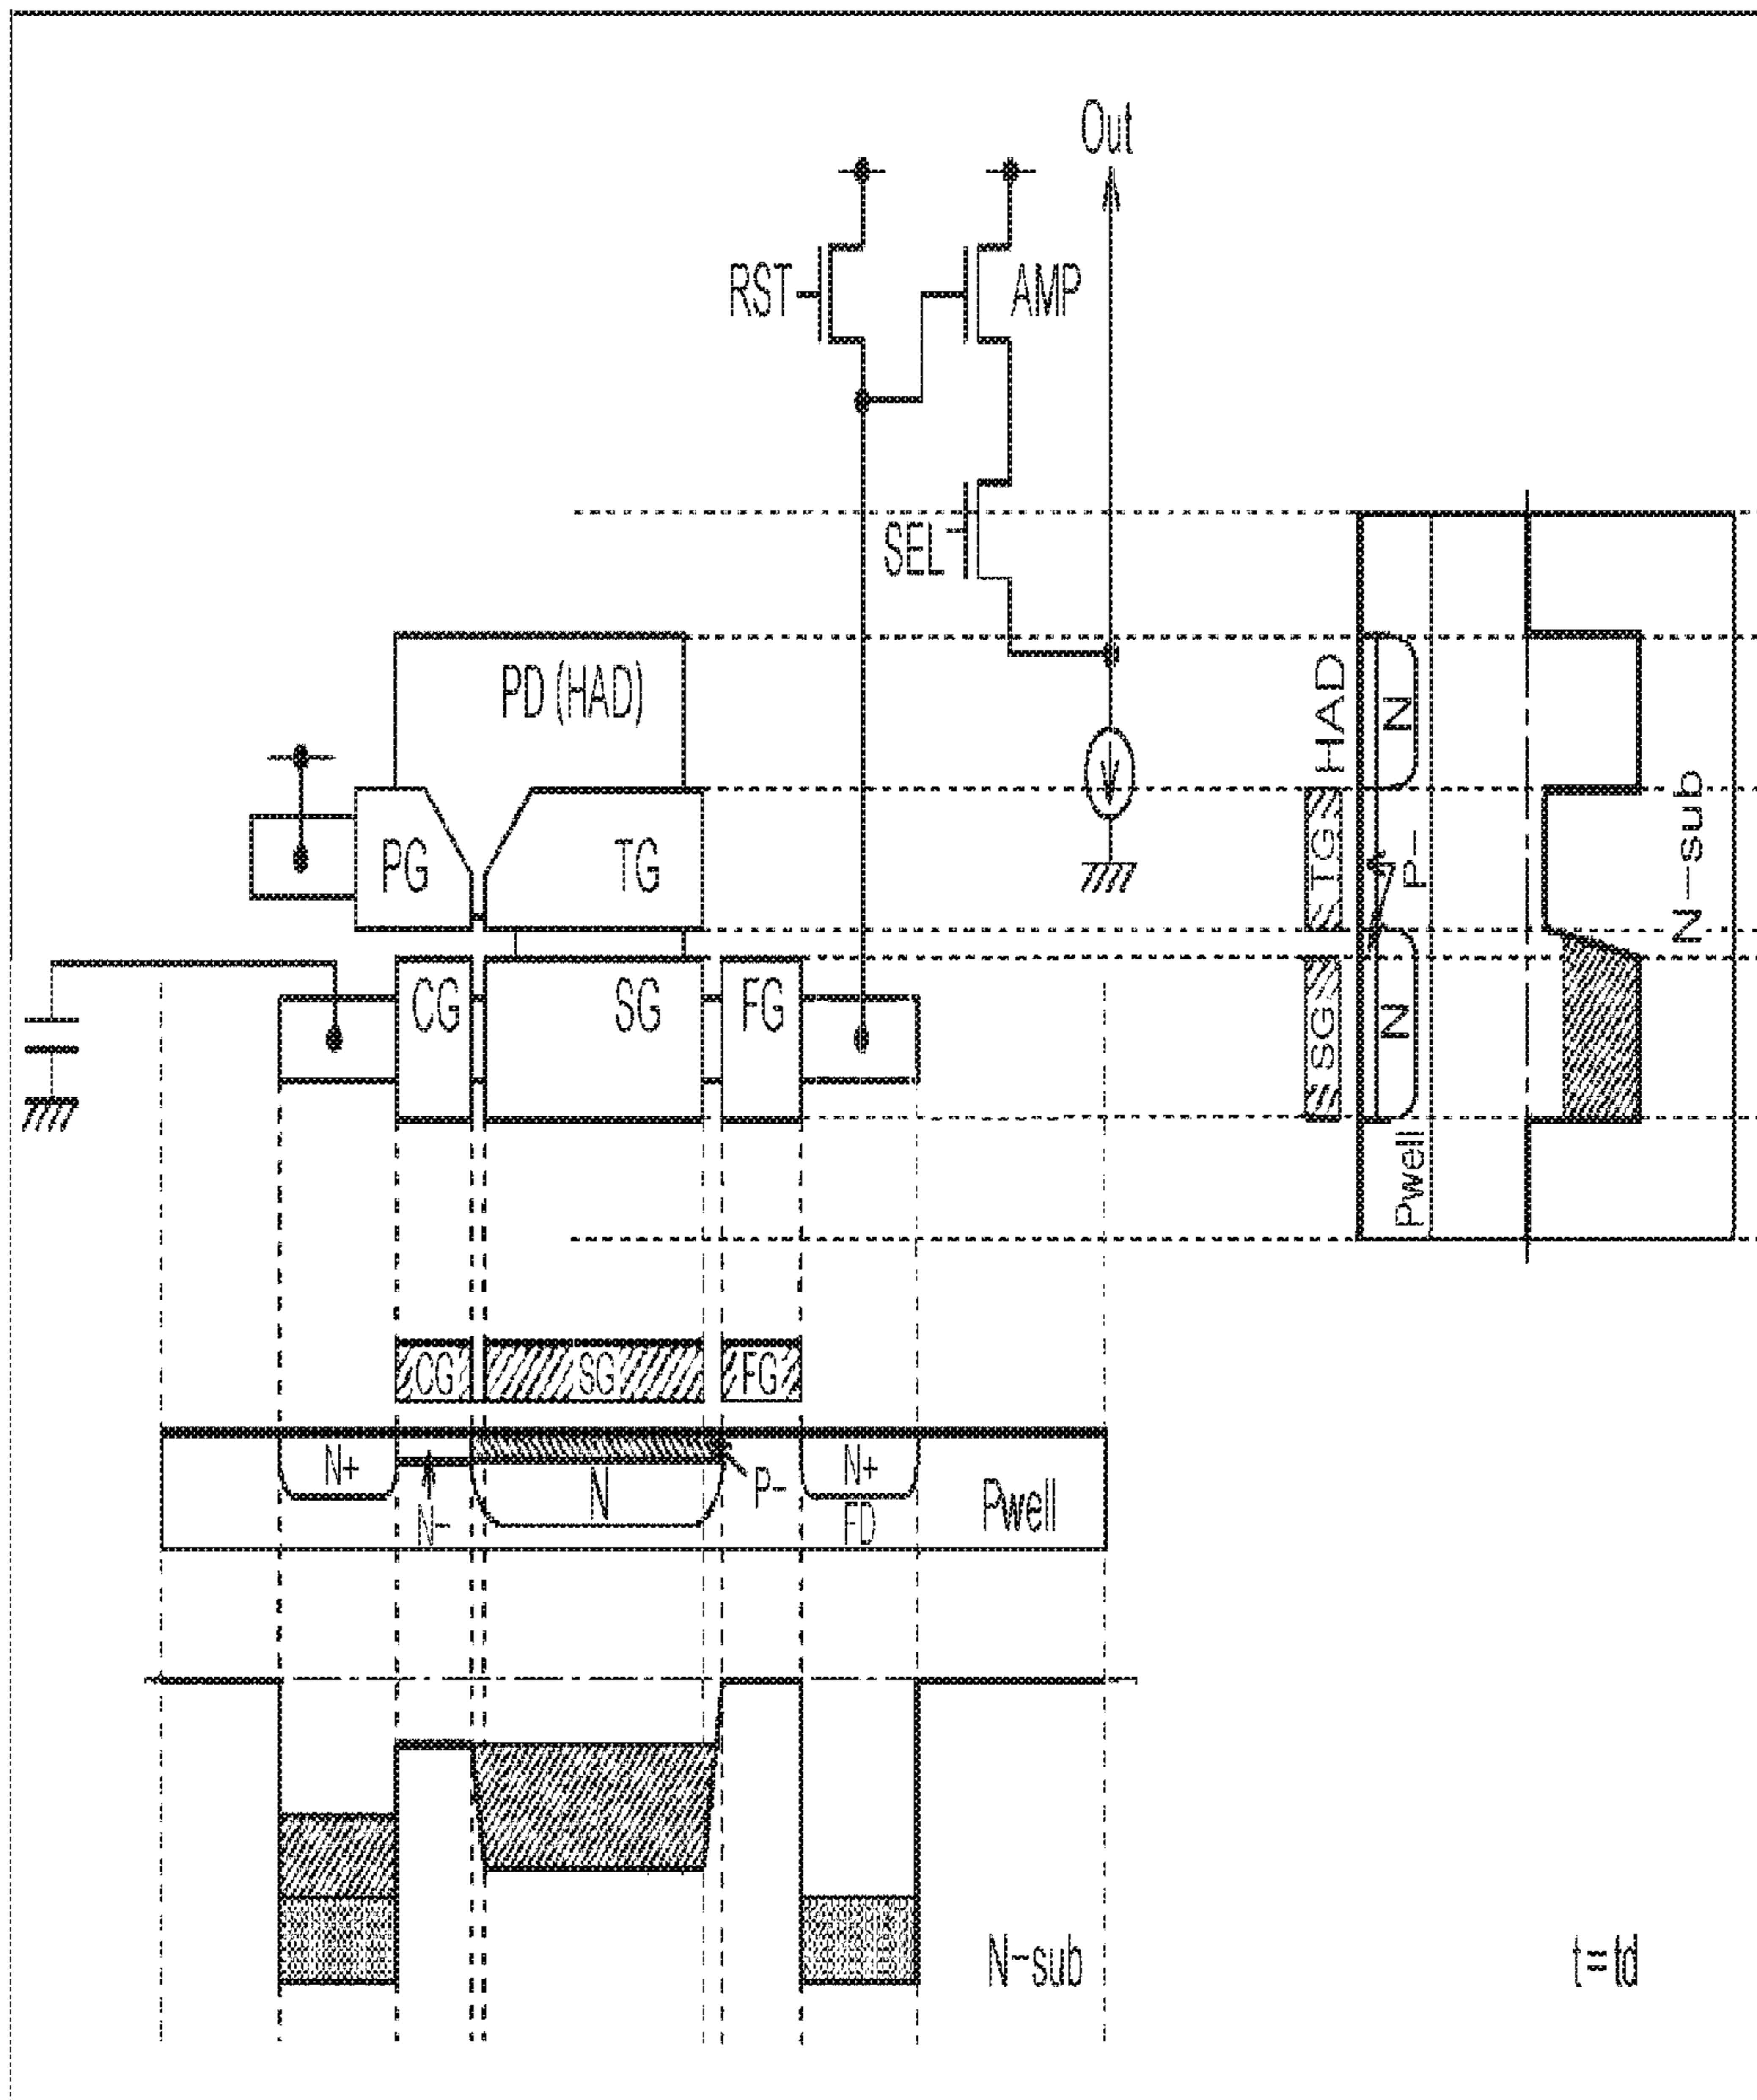 Out
RST
AMP
SEL
PD (HAD)
PG
TG
CG
SG
FG
HAD
TG
SG
N
P-
N
Pwell
N-sub
CG
SG
FG
N+
N-
N
P-
N+
FD
Pwell
N-sub
t=td